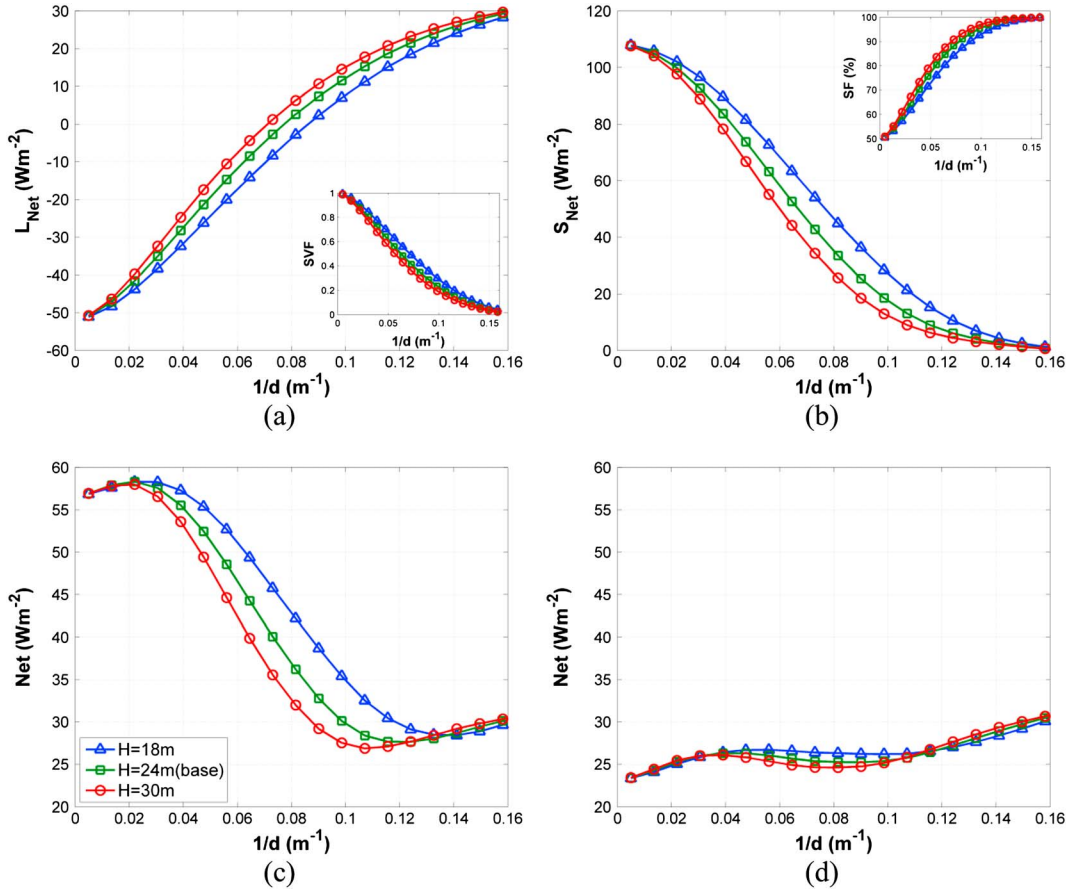 30
20
10
0
-10
-20
-30
-40
-50
-60
L_Net (Wm^-2)
0 0.02 0.04 0.06 0.08 0.1 0.12 0.14 0.16
1/d (m^-1)
1
0.8
0.6
0.4
0.2
0
SVF
0 0.05 0.1 0.15
1/d (m^-1)
(a)
120
100
80
60
40
20
0
S_Net (Wm^-2)
0 0.02 0.04 0.06 0.08 0.1 0.12 0.14 0.16
1/d (m^-1)
100
90
80
70
60
50
SF (%)
0 0.05 0.1 0.15
1/d (m^-1)
(b)
60
55
50
45
40
35
30
25
20
Net (Wm^-2)
H=18m
H=24m(base)
H=30m
0 0.02 0.04 0.06 0.08 0.1 0.12 0.14 0.16
1/d (m^-1)
(c)
60
55
50
45
40
35
30
25
20
Net (Wm^-2)
0 0.02 0.04 0.06 0.08 0.1 0.12 0.14 0.16
1/d (m^-1)
(d)